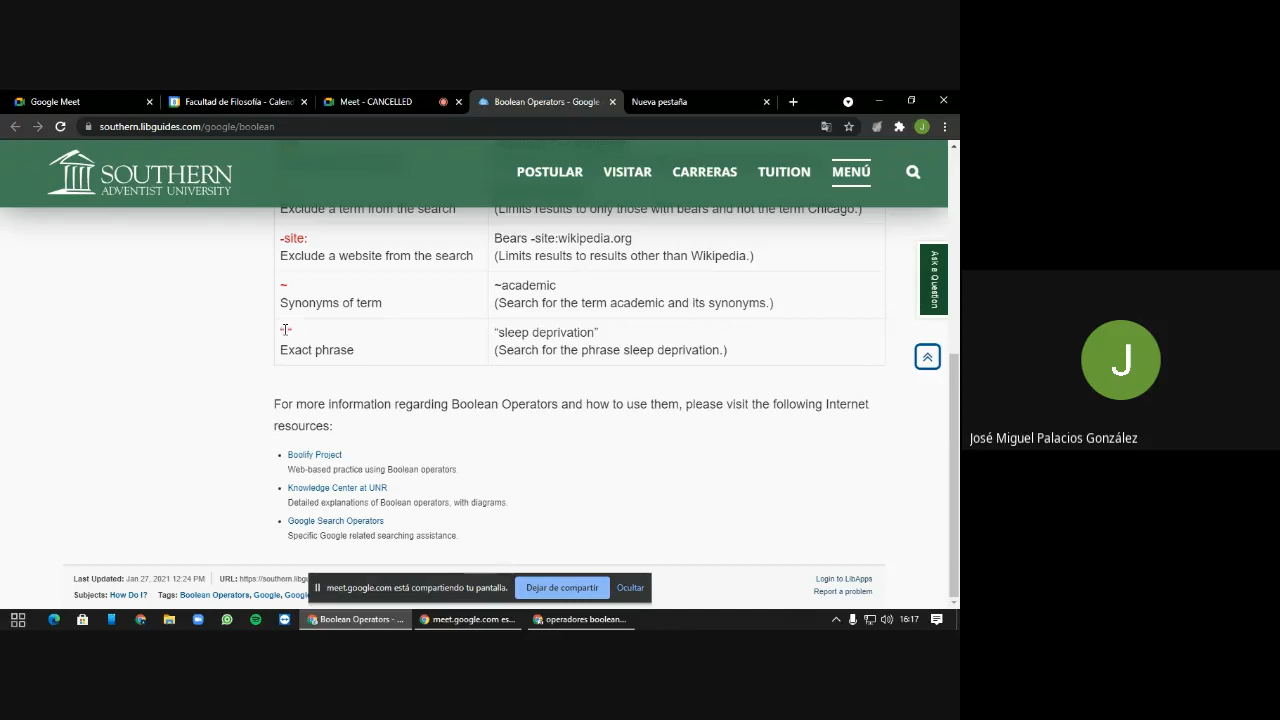 Google Meet
Facultad de Filosofía - Calen
Meet - CANCELLED
Boolean Operators - Google
Nueva pestaña
southern.libguides.com/google/boolean
J
SOUTHERN
ADVENTIST UNIVERSITY
POSTULAR
VISITAR
CARRERAS
TUITION
MENÚ
Exclude a term from the search
(Limits results to only those with bears and not the term Chicago.)
-site:
Bears -site:wikipedia.org
Exclude a website from the search
(Limits results to results other than Wikipedia.)
~
~academic
Synonyms of term
(Search for the term academic and its synonyms.)
“sleep deprivation”
Exact phrase
(Search for the phrase sleep deprivation.)
Ask a Question
For more information regarding Boolean Operators and how to use them, please visit the following Internet
resources:
Boolify Project
Web-based practice using Boolean operators.
Knowledge Center at UNR
Detailed explanations of Boolean operators, with diagrams.
Google Search Operators
Specific Google related searching assistance.
Last Updated: Jan 27, 2021 12:24 PM
URL: https://southern.libgu
Login to LibApps
Subjects: How Do I?
Tags: Boolean Operators, Google, Googl
Report a problem
meet.google.com está compartiendo tu pantalla.
Dejar de compartir
Ocultar
Boolean Operators - ...
meet.google.com es...
operadores boolean...
16:17
J
José Miguel Palacios González